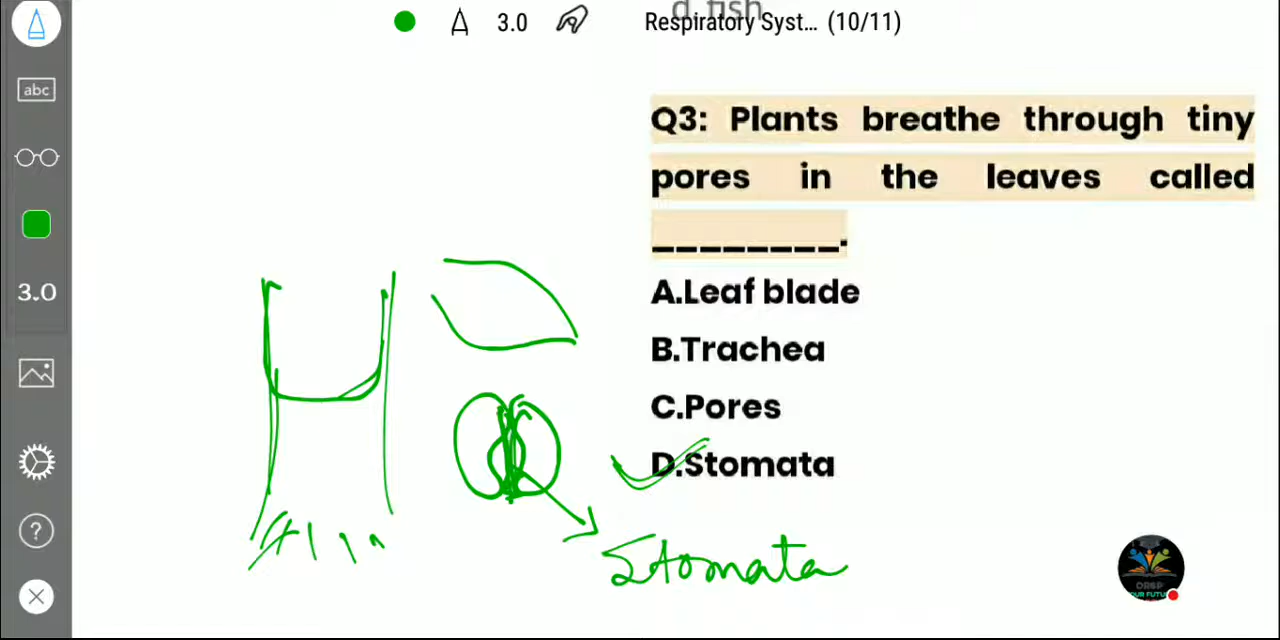 d. fish
3.0
Respiratory Syst... (10/11)
abc
Q3: Plants breathe through tiny
pores in the leaves called
________.
3.0
A.Leaf blade
B.Trachea
C.Pores
D.Stomata
Stomata
?